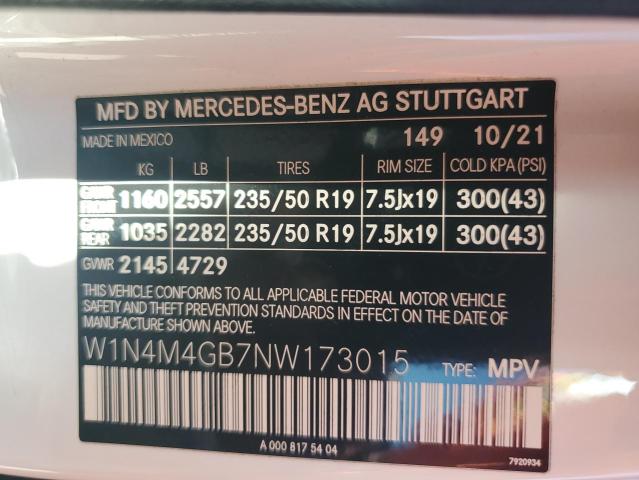 MFD BY MERCEDES-BENZ AG STUTTGART
MADE IN MEXICO 149 10/21
KG LB TIRES RIM SIZE COLD KPA(PSI)
GAWR FRONT 1160 2557 235/50 R19 7.5Jx19 300(43)
GAWR REAR 1035 2282 235/50 R19 7.5Jx19 300(43)
GVWR 2145 4729
THIS VEHICLE CONFORMS TO ALL APPLICABLE FEDERAL MOTOR VEHICLE
SAFETY AND THEFT PREVENTION STANDARDS IN EFFECT ON THE DATE OF
MANUFACTURE SHOWN ABOVE.
W1N4M4GB7NW173015 TYPE: MPV
A 000 817 54 04
7920934